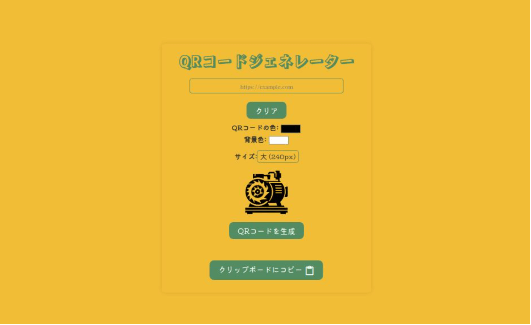 QRコードジェネレーター
https://example.com
クリア
QRコードの色:
背景色:
サイズ: 大 (240px)
QRコードを生成
クリップボードにコピー